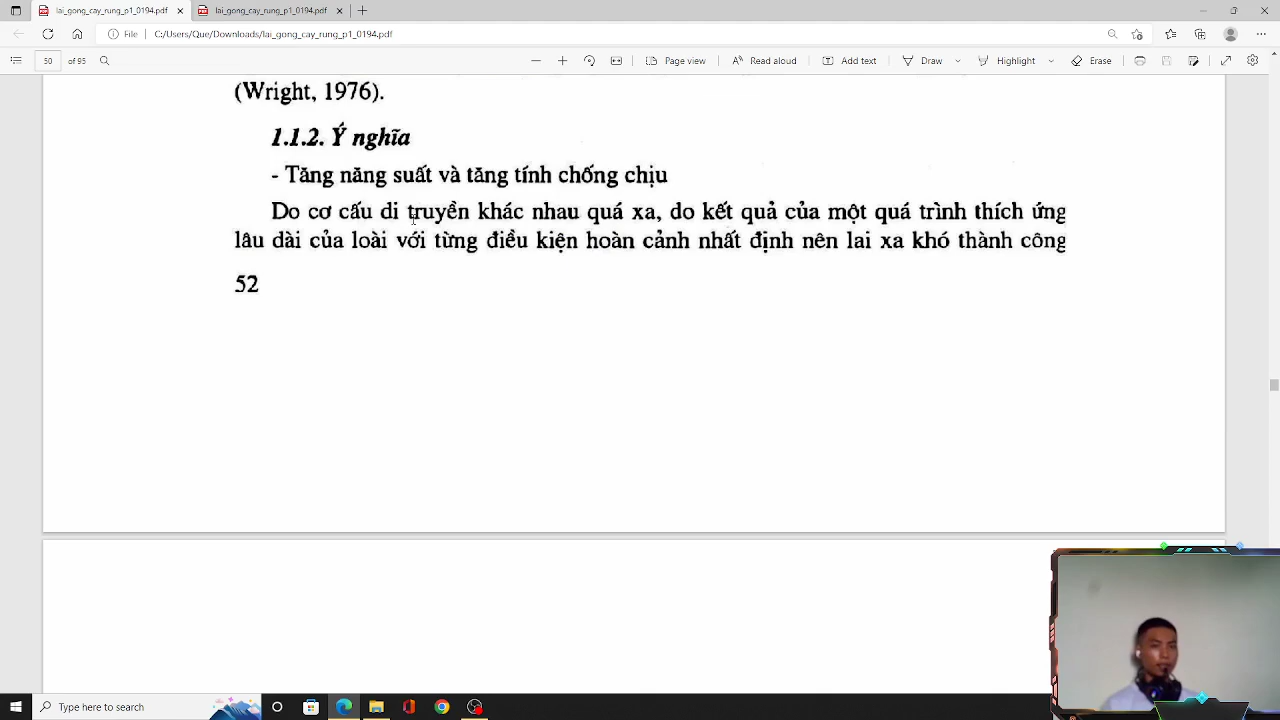 lai_gong_cay_rung_p1_0194.pdf
lai_gong_cay_rung_p1_0194.pdf
File
C:/Users/Que/Downloads/lai_gong_cay_rung_p1_0194.pdf
50 of 95
Page view
Read aloud
Add text
Draw
Highlight
Erase
(Wright, 1976).
1.1.2. Ý nghĩa
- Tăng năng suất và tăng tính chống chịu
Do cơ cấu di truyền khác nhau quá xa, do kết quả của một quá trình thích ứng
lâu dài của loài với từng điều kiện hoàn cảnh nhất định nên lai xa khó thành công
52
Type here to search